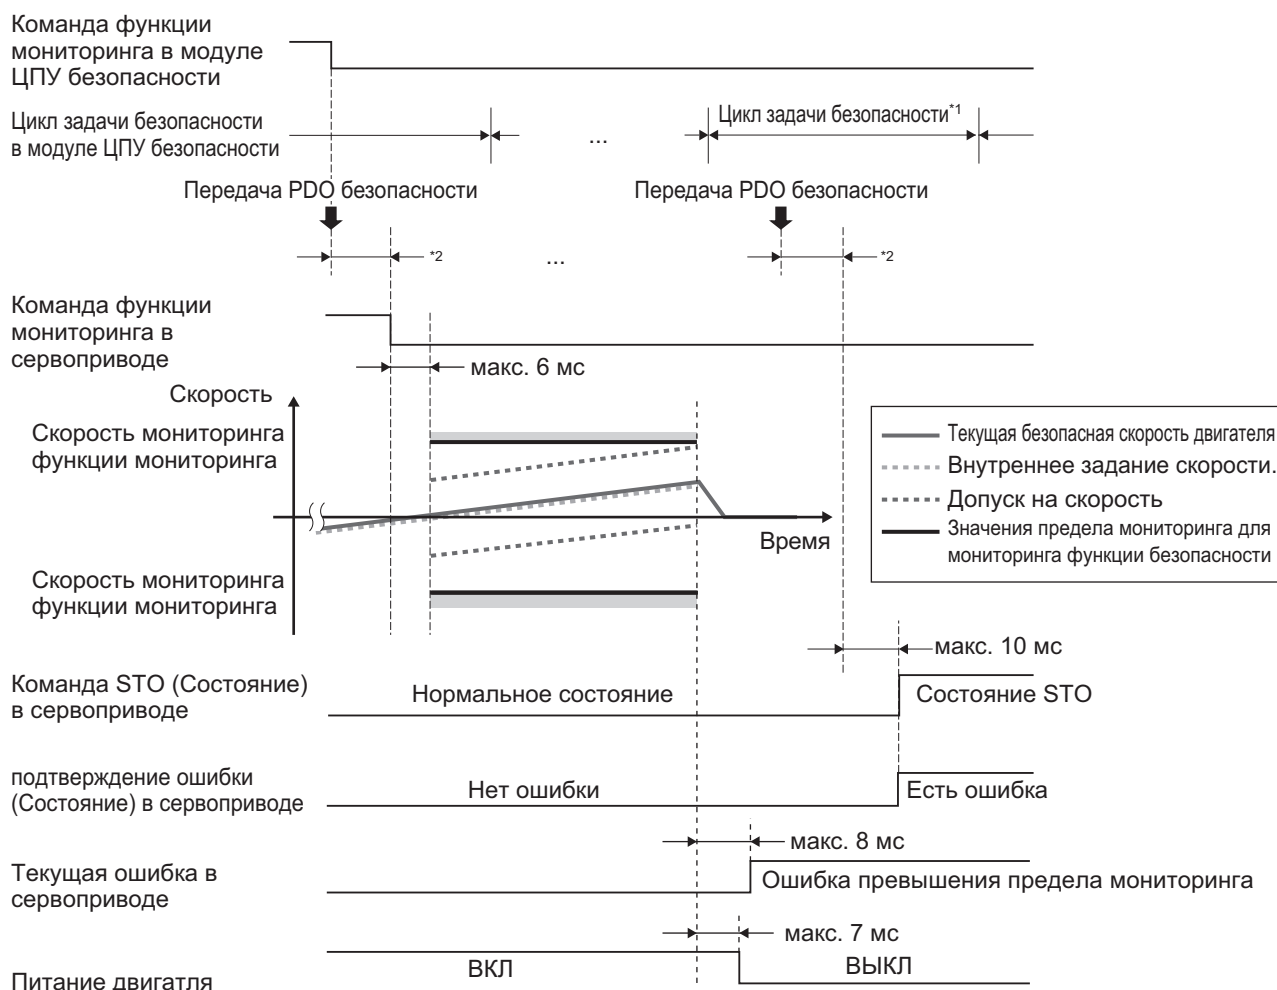 Команда функции
мониторинга в модуле
ЦПУ безопасности
Цикл задачи безопасности
в модуле ЦПУ безопасности
...
Цикл задачи безопасности*1
Передача PDO безопасности
Передача PDO безопасности
*2
...
*2
Команда функции
мониторинга в
сервоприводе
макс. 6 мс
Скорость
Скорость мониторинга
функции мониторинга
Текущая безопасная скорость двигателя
Внутреннее задание скорости.
Допуск на скорость
Значения предела мониторинга для
мониторинга функции безопасности
Время
Скорость мониторинга
функции мониторинга
макс. 10 мс
Команда STO (Состояние)
в сервоприводе
Нормальное состояние
Состояние STO
подтверждение ошибки
(Состояние) в сервоприводе
Нет ошибки
Есть ошибка
макс. 8 мс
Текущая ошибка в
сервоприводе
Ошибка превышения предела мониторинга
макс. 7 мс
Питание двигатля
ВКЛ
ВЫКЛ